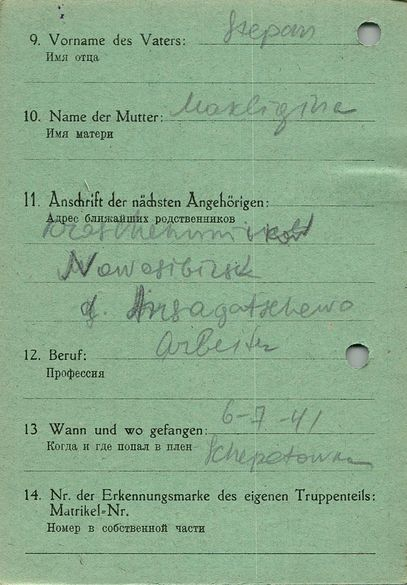 9. Vorname des Vaters: Stepan
Имя отца
10. Name der Mutter:
Имя матери
11. Anschrift der nächsten Angehörigen:
Адрес ближайших родственников
Nowosibirsk
d.
12. Beruf: Arbeiter
Профессия
13 Wann und wo gefangen: 6-7-41
Когда и где попал в плен Schepetowka
14. Nr. der Erkennungsmarke des eigenen Truppenteils:
Matrikel-Nr.
Номер в собственной части